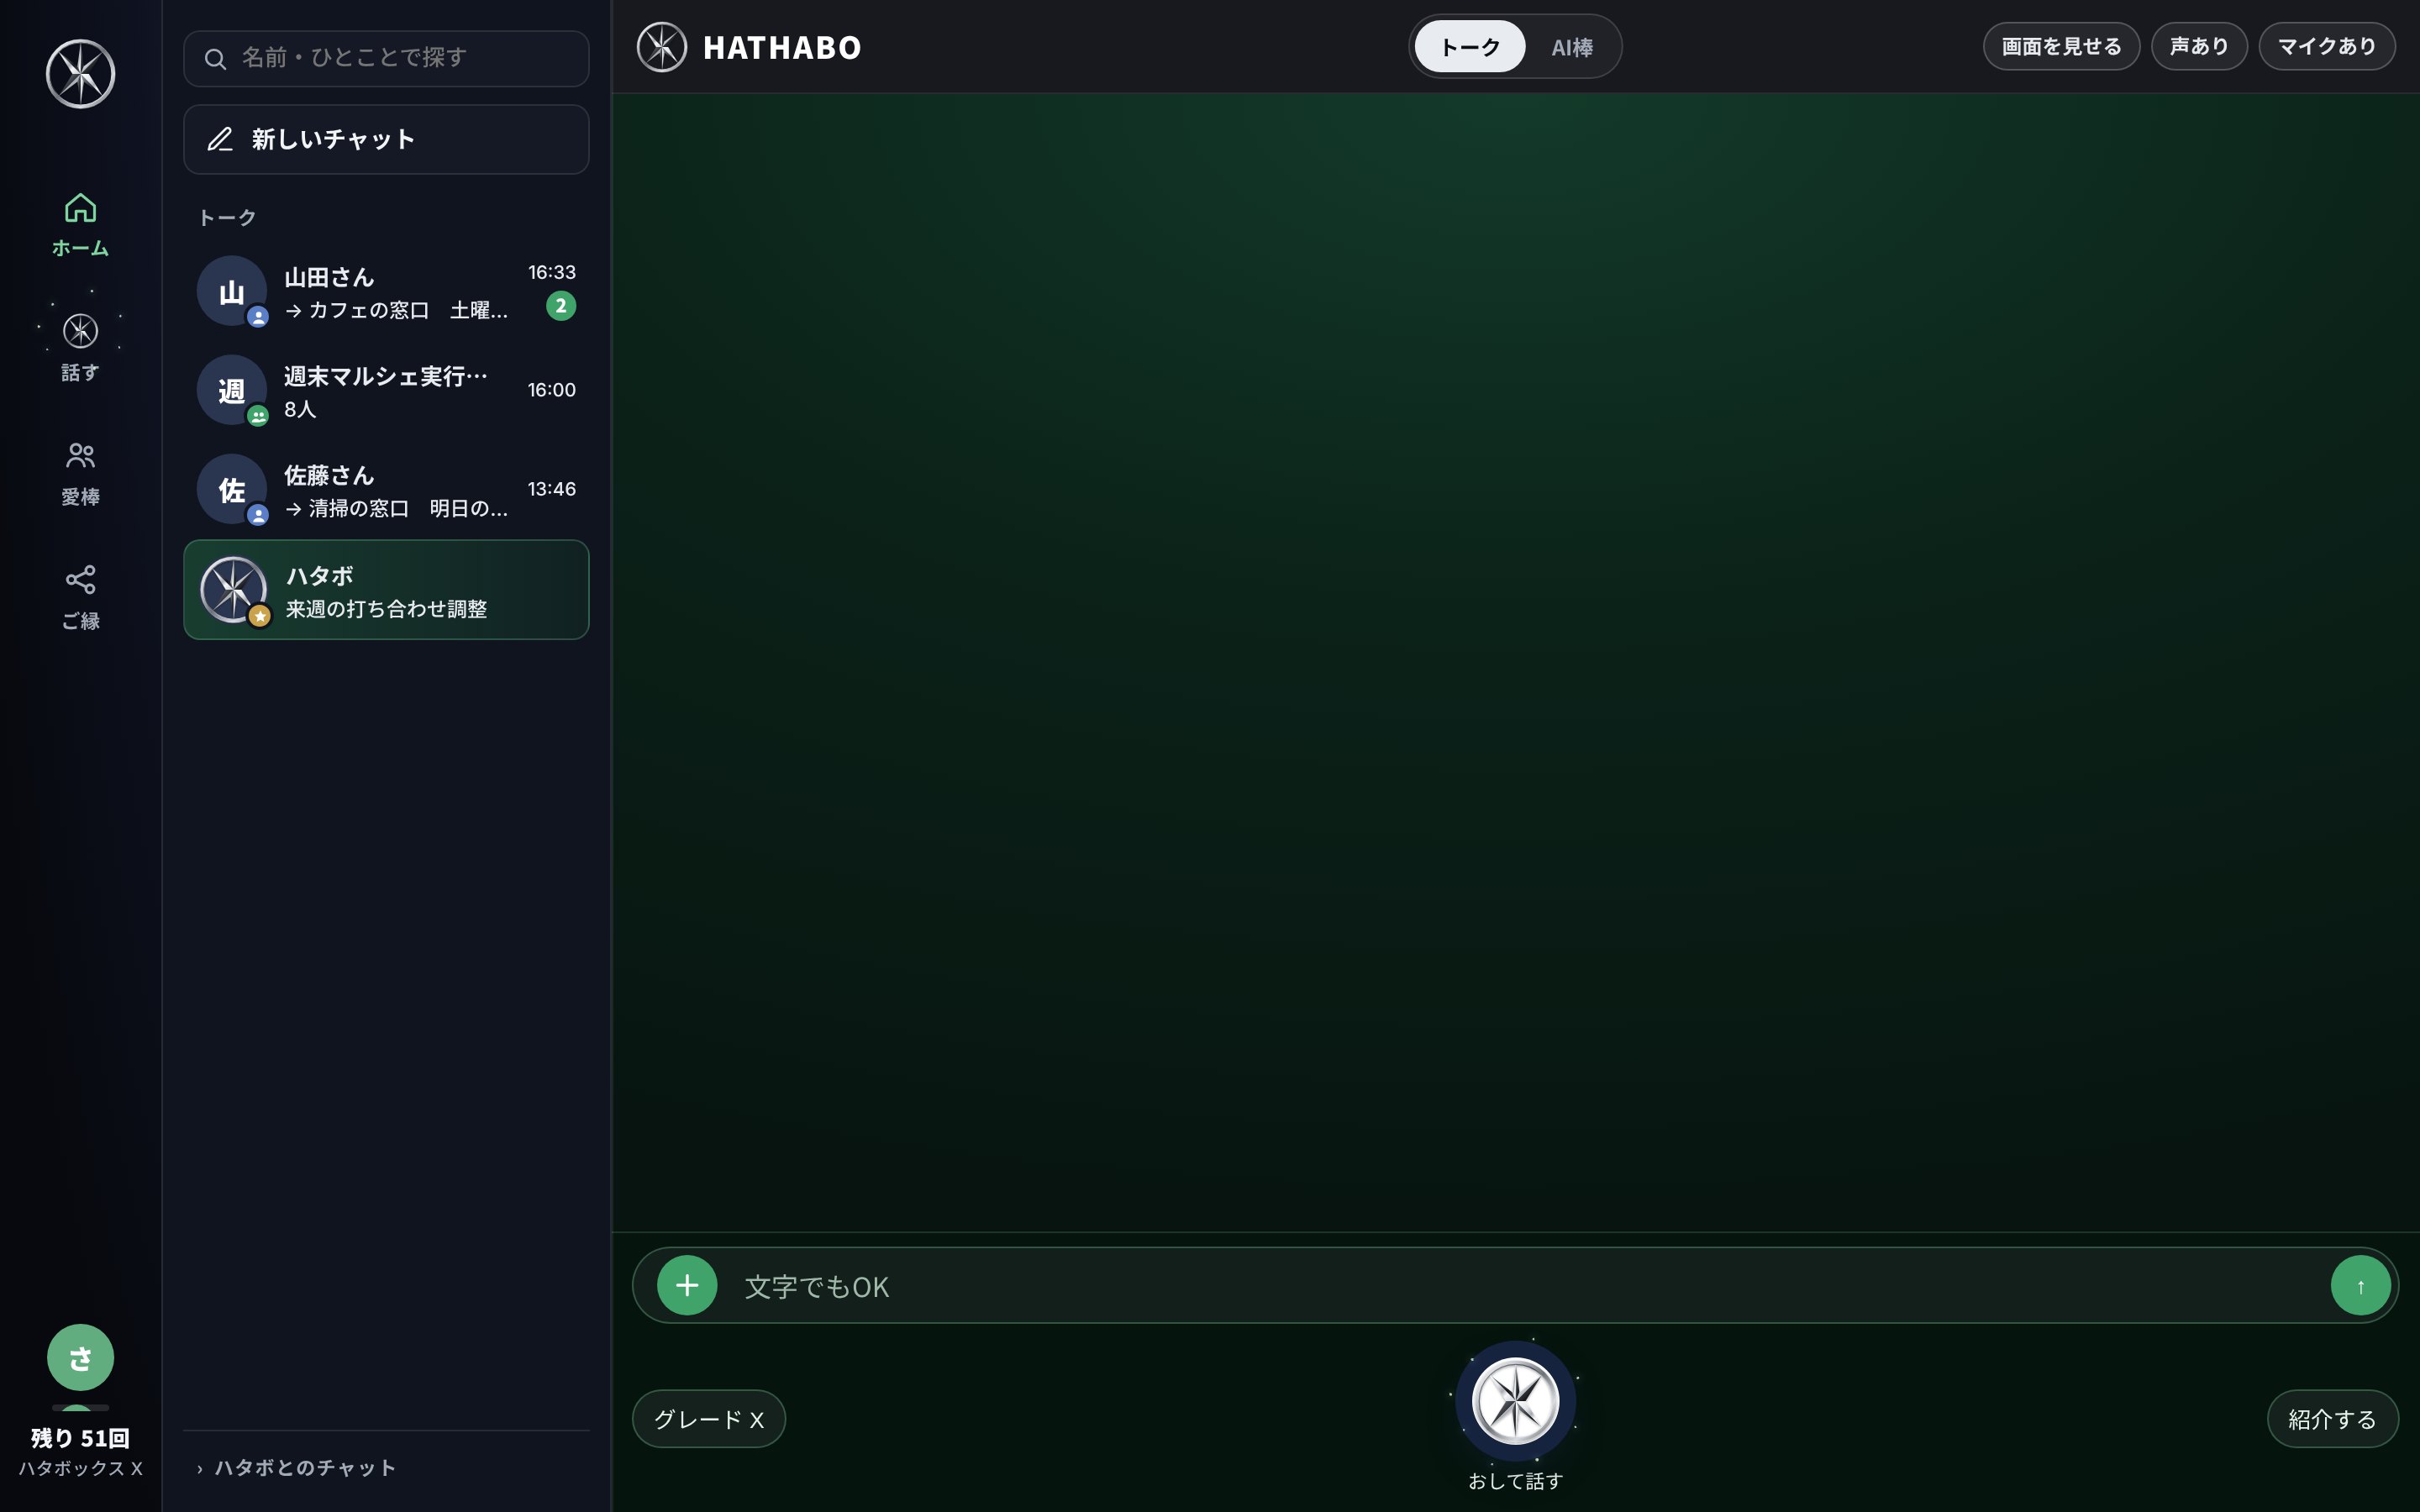 ホーム
話す
愛棒
ご縁
さ
残り 51回
ハタボックス X
名前・ひとことで探す
新しいチャット
トーク
山
山田さん
→ カフェの窓口 土曜...
16:33
2
週
週末マルシェ実行…
8人
16:00
佐
佐藤さん
→ 清掃の窓口 明日の...
13:46
ハタボ
来週の打ち合わせ調整
› ハタボとのチャット
HATHABO
トーク
AI棒
画面を見せる
声あり
マイクあり
+
文字でもOK
↑
グレード X
おして話す
紹介する